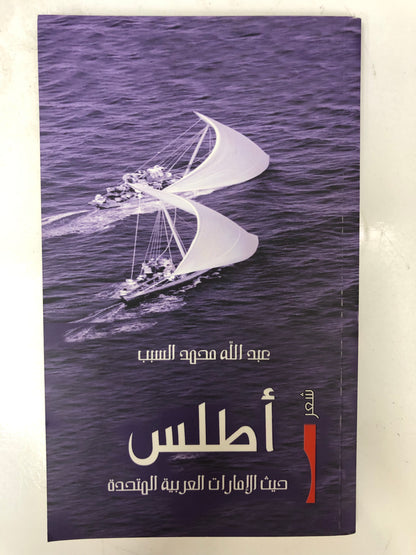 عبد الله محمد السبب
شعر
أطلس
حيث الإمارات العربية المتحدة